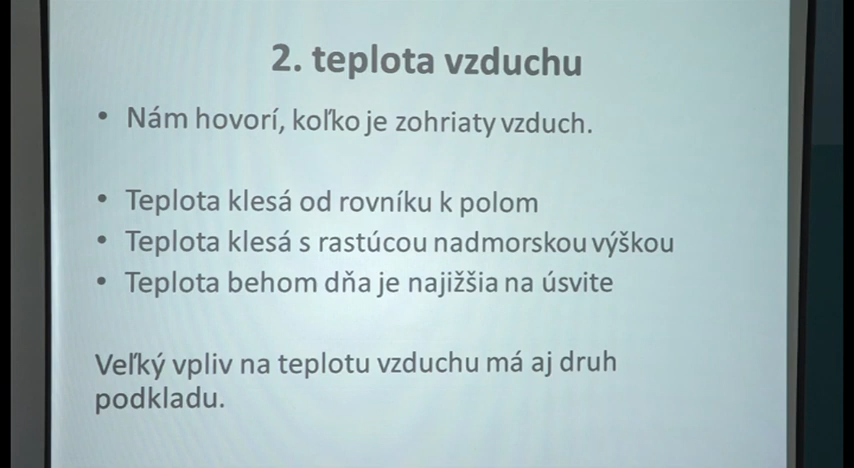 2. teplota vzduchu
• Nám hovorí, koľko je zohriaty vzduch.
• Teplota klesá od rovníku k polom
• Teplota klesá s rastúcou nadmorskou výškou
• Teplota behom dňa je najižšia na úsvite
Veľký vpliv na teplotu vzduchu má aj druh
podkladu.